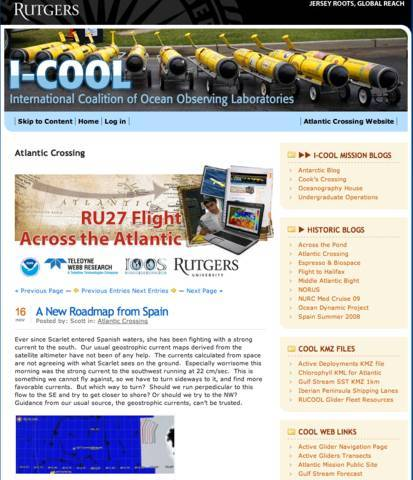 RUTGERS
JERSEY ROOTS, GLOBAL REACH
I-COOL
International Coalition of Ocean Observing Laboratories
| Skip to Content | Home | Log in |
| Atlantic Crossing Website |
Atlantic Crossing
ATLANTIC
RU27 Flight
Across the Atlantic
NOAA
TELEDYNE
WEBB RESEARCH
RUTGERS
UNIVERSITY
« Previous Page — Previous Entries Next Entries — Next Page »
16
nov
A New Roadmap from Spain
Posted by: Scott in: Atlantic Crossing
Ever since Scarlet entered Spanish waters, she has been fighting with a strong
current to the south. Our usual geostrophic current maps derived from the
satellite altimeter have not been of any help. The currents calculated from space
are not agreeing with what Scarlet sees on the ground. Especially worrisome this
morning was the strong current to the southwest running at 22 cm/sec. This is
something we cannot fly against, so we have to turn sideways to it, and find more
favorable currents. But which way to turn? Should we run perpendicular to this
flow to the SE and try to get closer to shore? Or should we try to the NW?
Guidance from our usual source, the geostrophic currents, can't be trusted.
I-COOL MISSION BLOGS
Antarctic Blog
Cook's Crossing
Oceanography House
Undergraduate Operations
HISTORIC BLOGS
Across the Pond
Atlantic Crossing
Espresso & Biospace
Flight to Halifax
Middle Atlantic Bight
NORUS
NURC Med Cruise 09
Ocean Dynamic Project
Spain Summer 2008
COOL KMZ FILES
Active Deployments KMZ file
Chlorophyll KML for Atlantic
Gulf Stream SST KMZ 1km
Iberian Peninsula Shipping Lanes
RUCOOL Glider Fleet Resources
COOL WEB LINKS
Active Glider Navigation Page
Active Gliders Transects
Atlantic Mission Public Site
Gulf Stream Forecast